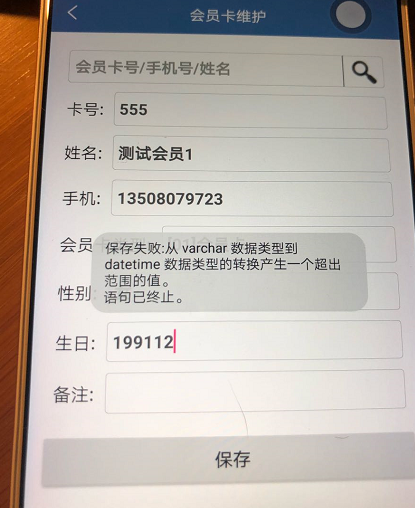 会员卡维护
会员卡号/手机号/姓名
卡号: 555
姓名: 测试会员1
手机: 13508079723
会员
保存失败:从 varchar 数据类型到
datetime 数据类型的转换产生一个超出
范围的值。
语句已终止。
性别:
生日: 199112
备注:
保存